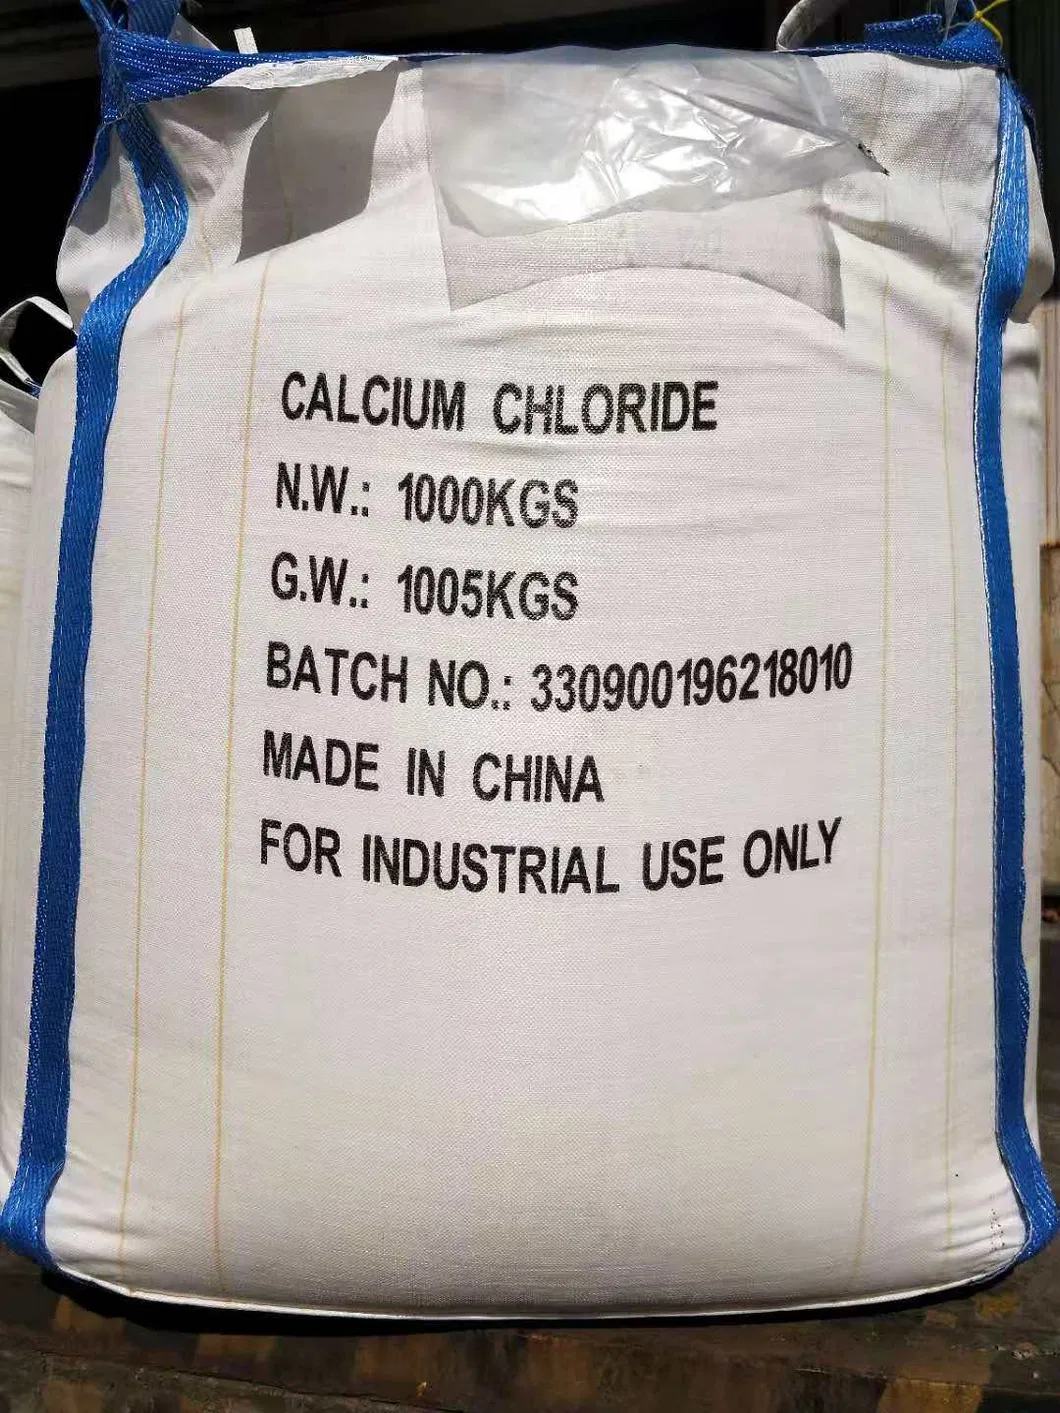 CALCIUM CHLORIDE
N.W.: 1000KGS
G.W.: 1005KGS
BATCH NO.: 330900196218010
MADE IN CHINA
FOR INDUSTRIAL USE ONLY